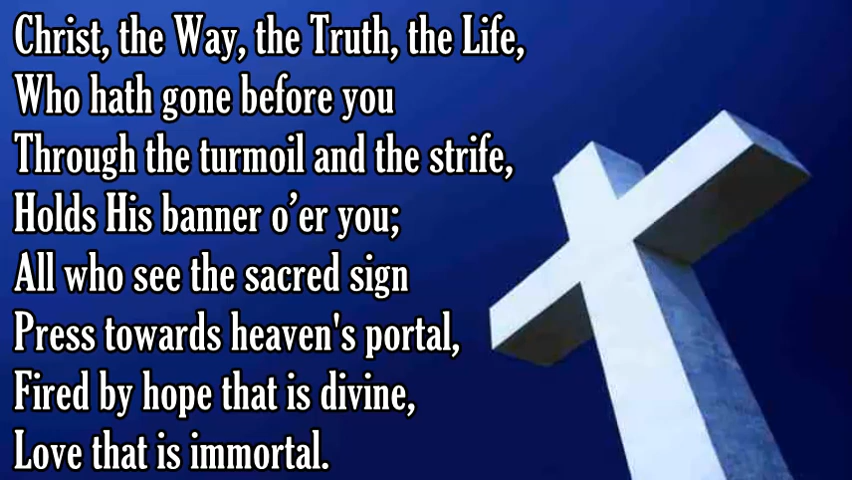 Christ, the Way, the Truth, the Life,
Who hath gone before you
Through the turmoil and the strife,
Holds His banner o’er you;
All who see the sacred sign
Press towards heaven's portal,
Fired by hope that is divine,
Love that is immortal.